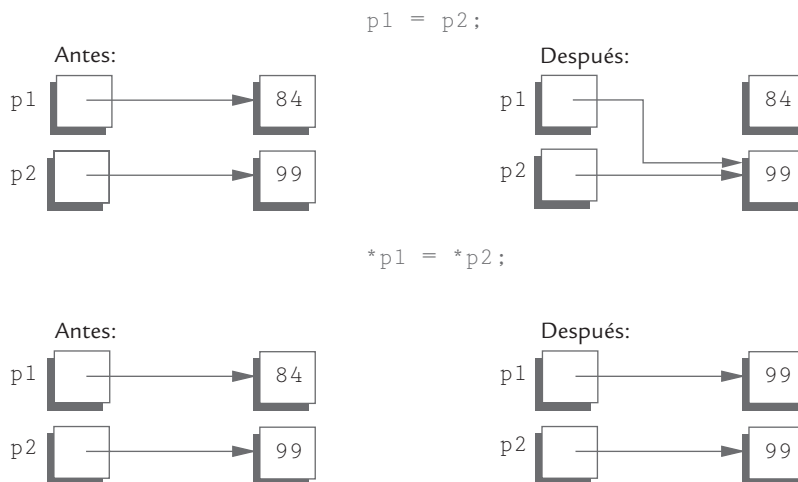 p1 = p2;
Antes: Después:
p1 84 p1 84
p2 99 p2 99
*p1 = *p2;
Antes: Después:
p1 84 p1 99
p2 99 p2 99